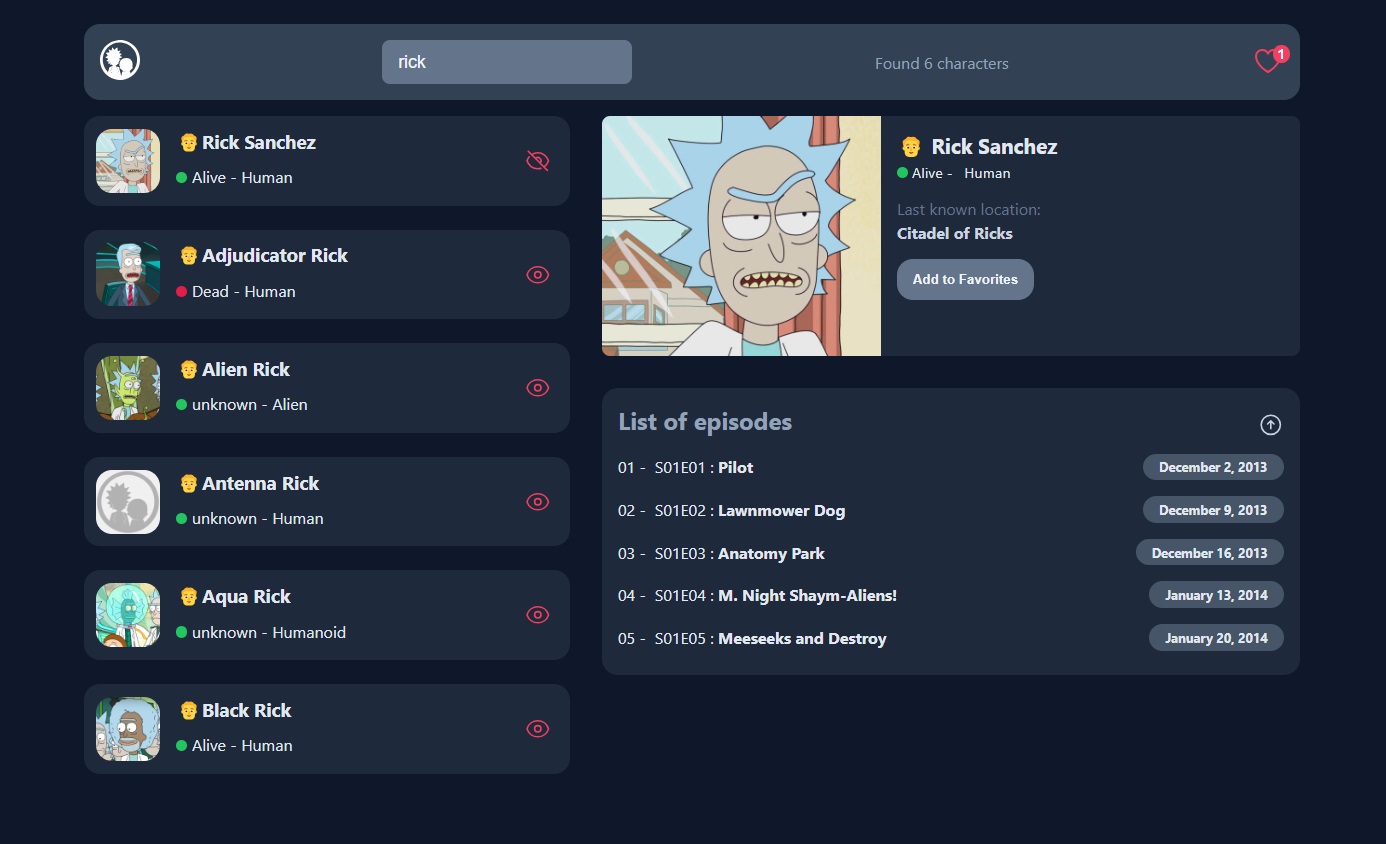 rick
Found 6 characters
1
Rick Sanchez
Alive - Human
Adjudicator Rick
Dead - Human
Alien Rick
unknown - Alien
Antenna Rick
unknown - Human
Aqua Rick
unknown - Humanoid
Black Rick
Alive - Human
Rick Sanchez
Alive - Human
Last known location:
Citadel of Ricks
Add to Favorites
List of episodes
01 - S01E01 : Pilot December 2, 2013
02 - S01E02 : Lawnmower Dog December 9, 2013
03 - S01E03 : Anatomy Park December 16, 2013
04 - S01E04 : M. Night Shaym-Aliens! January 13, 2014
05 - S01E05 : Meeseeks and Destroy January 20, 2014